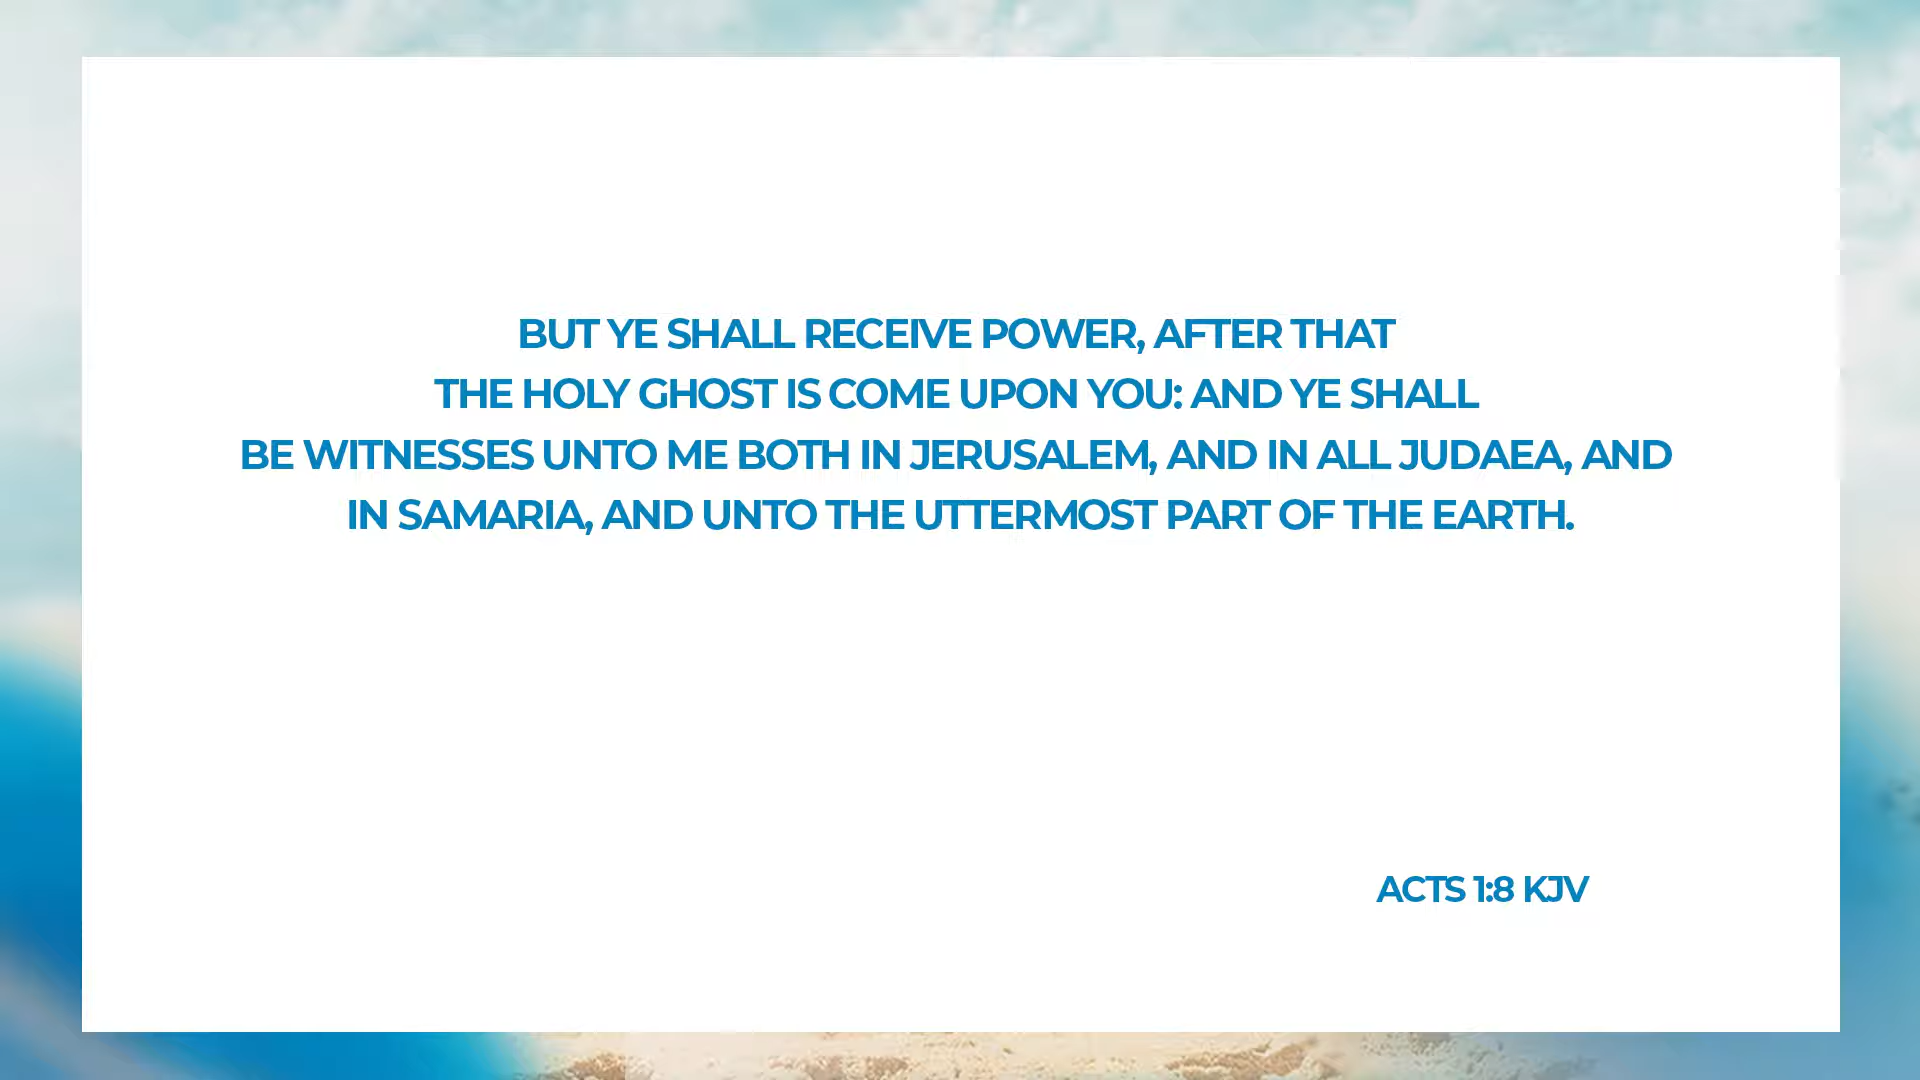 BUT YE SHALL RECEIVE POWER, AFTER THAT
THE HOLY GHOST IS COME UPON YOU: AND YE SHALL
BE WITNESSES UNTO ME BOTH IN JERUSALEM, AND IN ALL JUDAEA, AND
IN SAMARIA, AND UNTO THE UTTERMOST PART OF THE EARTH.
ACTS 1:8 KJV